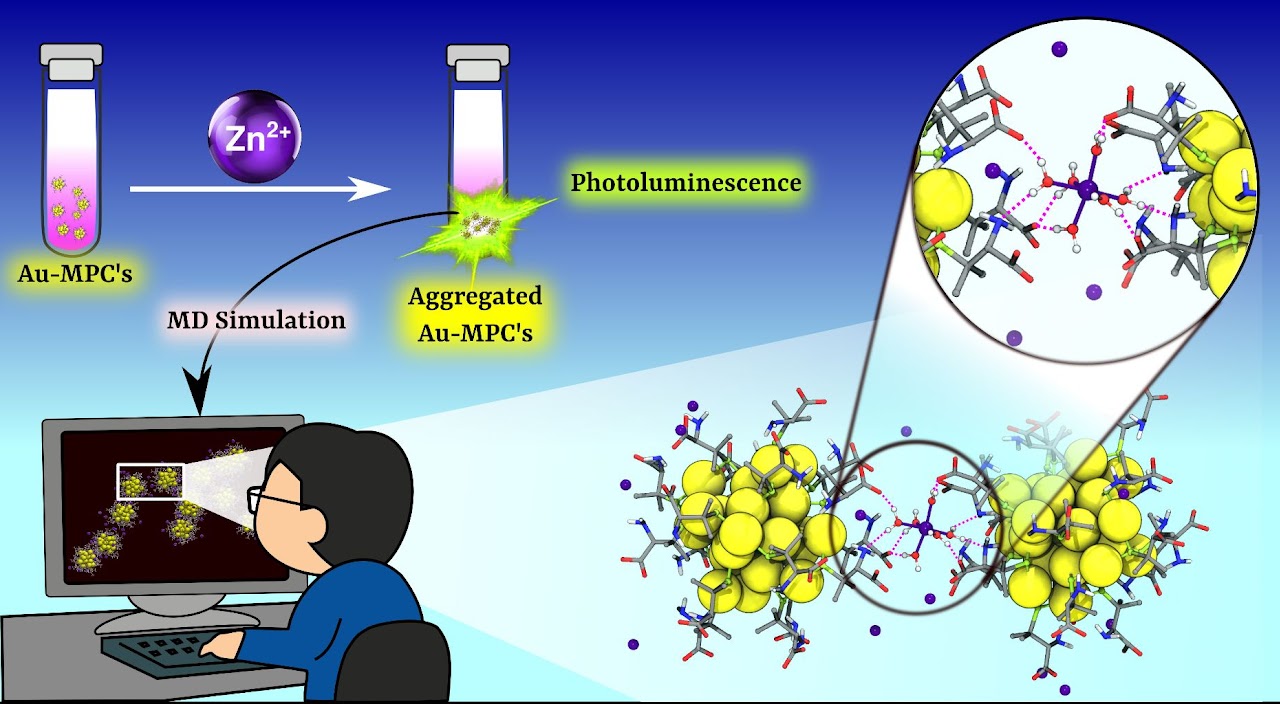 Zn²⁺
Photoluminescence
Au-MPC's
Aggregated
Au-MPC's
MD Simulation